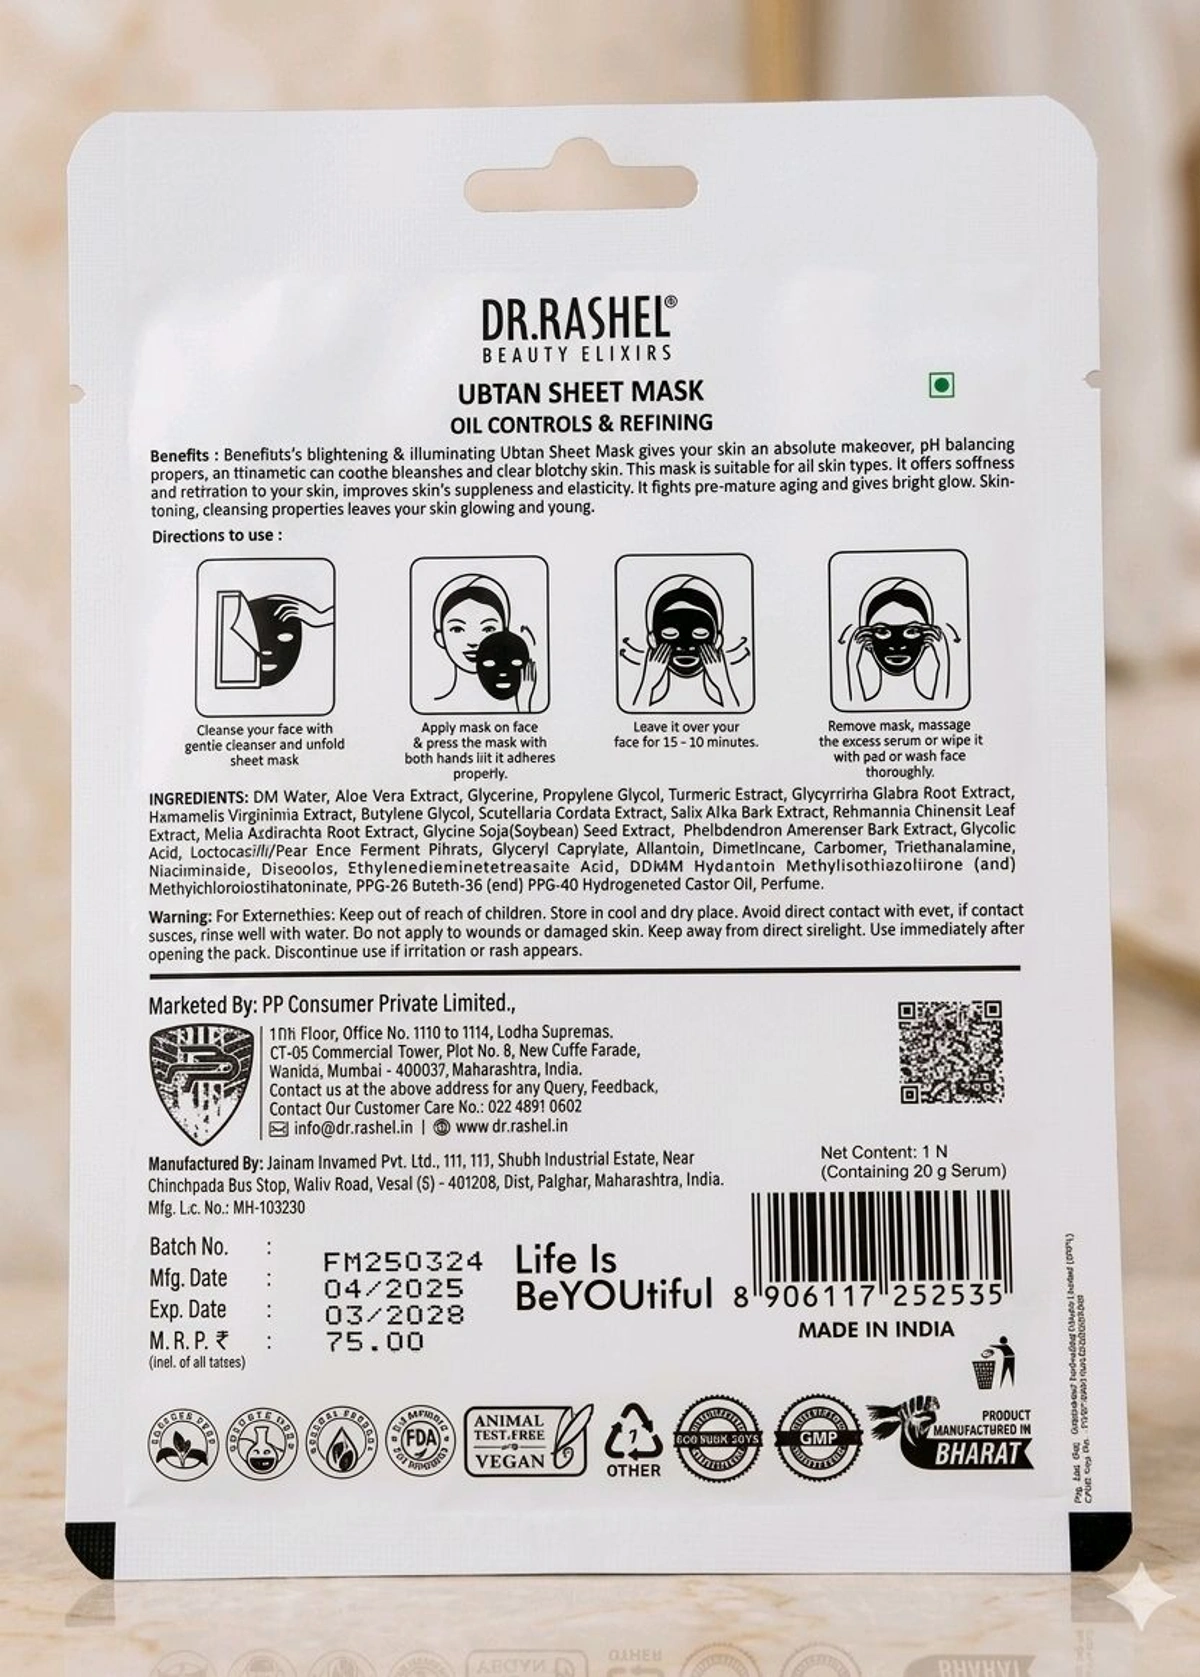 DR.RASHEL®
BEAUTY ELIXIRS
UBTAN SHEET MASK
OIL CONTROLS & REFINING
Benefits : Benefiƫts's blightening & illuminating Ubtan Sheet Mask gives your skin an absolute makeover, pH balancing
propers, an ttinametic can coothe bleanshes and clear blotchy skin. This mask is suitable for ail skin types. It offers soffness
and retrration to your skin, improves skin's suppleness and elasticity. It fights pre-mature aging and gives bright glow. Skin-
toning, cleansing properties leaves your skin glowing and young.
Directions to use :
Cleanse your face with
gentle cleanser and unfold
sheet mask
Apply mask on face
& press the mask with
both hands liit it adheres
properly.
Leave it over your
face for 15 - 10 minutes.
Remove mask, massage
the excess serum or wipe it
with pad or wash face
thoroughly.
INGREDIENTS: DM Water, Aloe Vera Extract, Glycerine, Propylene Glycol, Turmeric Estract, Glycyrrirha Glabra Root Extract,
Hamamelis Virginimia Extract, Butylene Glycol, Scutellaria Cordata Extract, Salix Alka Bark Extract, Rehmannia Chinensit Leaf
Extract, Melia Azdirachta Root Extract, Glycine Soja(Soybean) Seed Extract, Phelbdendron Amerenser Bark Extract, Glycolic
Acid, Loctocasilli/Pear Ence Ferment Pihrats, Glyceryl Caprylate, Allantoin, Dimetlncane, Carbomer, Triethanalamine,
Niaciminside, Diseoolos, Ethylenedieminetetreasaite Acid, DDMM Hydantoin Methylisothiazoliirone (and)
Methyichloroiostihatoninate, PPG-26 Buteth-36 (end) PPG-40 Hydrogeneted Castor Oil, Perfume.
Warning: For Externethies: Keep out of reach of children. Store in cool and dry place. Avoid direct contact with evet, if contact
susces, rinse well with water. Do not apply to wounds or damaged skin. Keep away from direct sirelight. Use immediately after
opening the pack. Discontinue use if irritation or rash appears.
Marketed By: PP Consumer Private Limited.,
Floor, Office No. 1110 to 1114, Lodha Supremas.
CT-05 Commercial Tower, Plot No. 8, New Cuffe Farade,
Wanida, Mumbai - 400037, Maharashtra, India.
Contact us at the above address for any Query, Feedback,
Contact Our Customer Care No.: 022 4891 0602
info@dr.rashel.in | www dr.rashel.in
Manufactured By: Jainam Invamed Pvt. Ltd., 111, 113, Shubh Industrial Estate, Near
Chinchpada Bus Stop, Waliv Road, Vesal (S) - 401208, Dist, Palghar, Maharashtra, India.
Mfg. L.c. No.: MH-103230
Net Content: 1 N
(Containing 20 g Serum)
Batch No. : FM250324
Mfg. Date : 04/2025
Exp. Date : 03/2028
M. R. P. ₹ : 75.00
(inel. of all tatses)
Life Is
BeYOUtiful
8 906117 252535
MADE IN INDIA
FDA
ANIMAL
TEST.FREE
VEGAN
7
OTHER
GMP
PRODUCT
MANUFACTURED IN
BHARAT